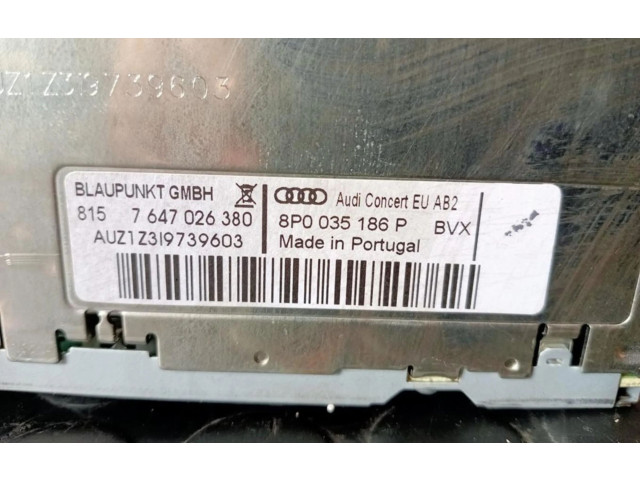 UZ1Z3I9739603
BLAUPUNKT GMBH
815 7 647 026 380
AUZ1Z3I9739603
Audi Concert EU AB2
8P0 035 186 P BVX
Made in Portugal